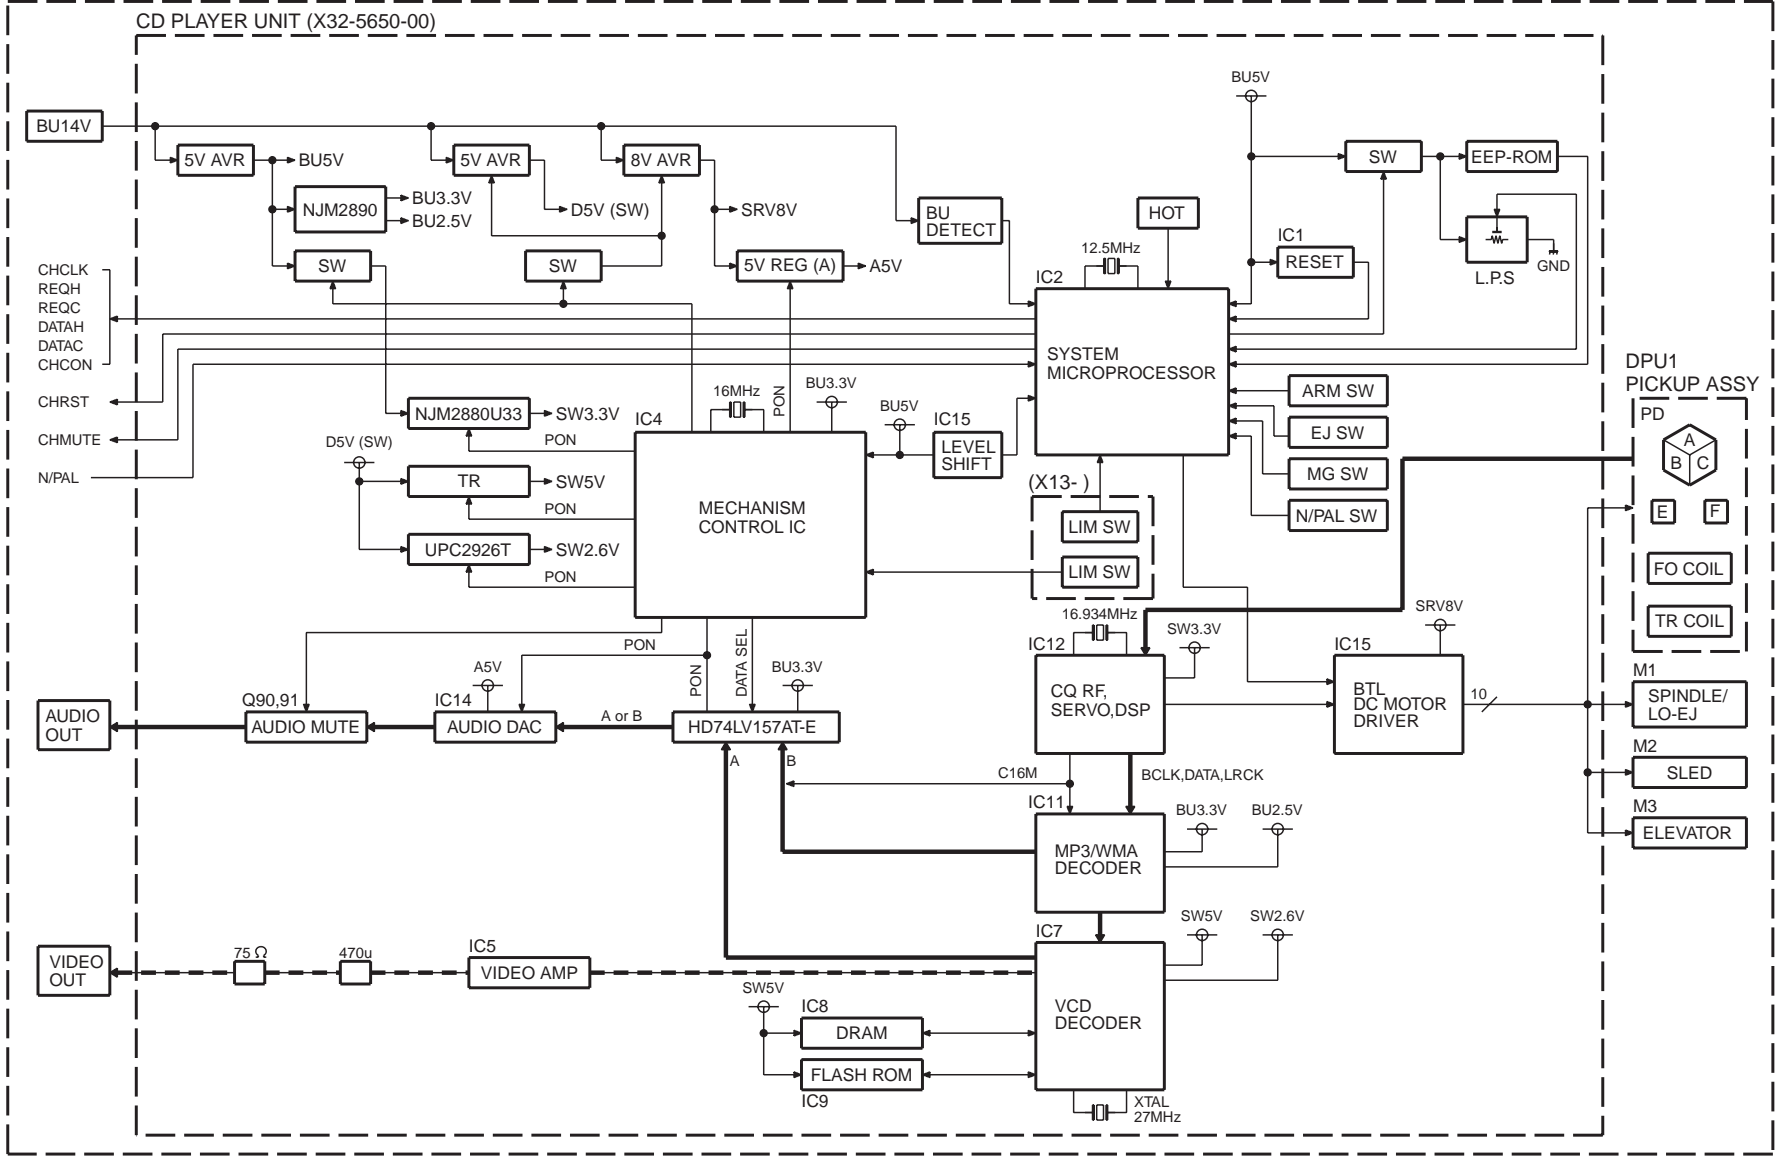 CD PLAYER UNIT (X32-5650-00)
BU14V
5V AVR
BU5V
NJM2890
BU3.3V
BU2.5V
SW
5V AVR
D5V (SW)
SW
8V AVR
SRV8V
5V REG (A)
A5V
BU
DETECT
HOT
12.5MHz
IC2
SYSTEM
MICROPROCESSOR
BU5V
SW
EEP-ROM
IC1
RESET
L.P.S
GND
CHCLK
REQH
REQC
DATAH
DATAC
CHCON
CHRST
CHMUTE
N/PAL
NJM2880U33
SW3.3V
PON
D5V (SW)
TR
SW5V
PON
UPC2926T
SW2.6V
PON
IC4
16MHz
PON
BU3.3V
MECHANISM
CONTROL IC
BU5V
IC15
LEVEL
SHIFT
(X13- )
LIM SW
LIM SW
ARM SW
EJ SW
MG SW
N/PAL SW
DPU1
PICKUP ASSY
PD
A
B
C
E
F
FO COIL
TR COIL
PON
PON
DATA SEL
BU3.3V
A5V
AUDIO
OUT
Q90,91
AUDIO MUTE
IC14
AUDIO DAC
A or B
HD74LV157AT-E
A
B
16.934MHz
IC12
SW3.3V
CQ RF,
SERVO,DSP
SRV8V
IC15
BTL
DC MOTOR
DRIVER
10
M1
SPINDLE/
LO-EJ
M2
SLED
M3
ELEVATOR
C16M
BCLK,DATA,LRCK
IC11
MP3/WMA
DECODER
BU3.3V
BU2.5V
VIDEO
OUT
75 Ω
470u
IC5
VIDEO AMP
IC7
VCD
DECODER
SW5V
SW2.6V
SW5V
IC8
DRAM
FLASH ROM
IC9
XTAL
27MHz